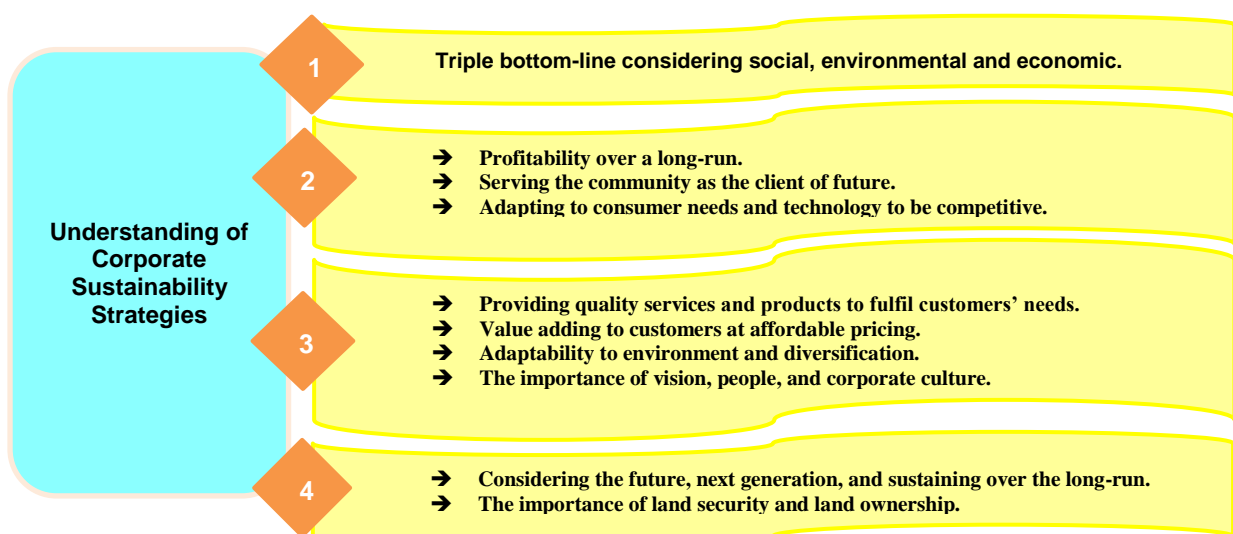 Understanding of
Corporate
Sustainability
Strategies
1
Triple bottom-line considering social, environmental and economic.
2
➔ Profitability over a long-run.
➔ Serving the community as the client of future.
➔ Adapting to consumer needs and technology to be competitive.
3
➔ Providing quality services and products to fulfil customers’ needs.
➔ Value adding to customers at affordable pricing.
➔ Adaptability to environment and diversification.
➔ The importance of vision, people, and corporate culture.
4
➔ Considering the future, next generation, and sustaining over the long-run.
➔ The importance of land security and land ownership.